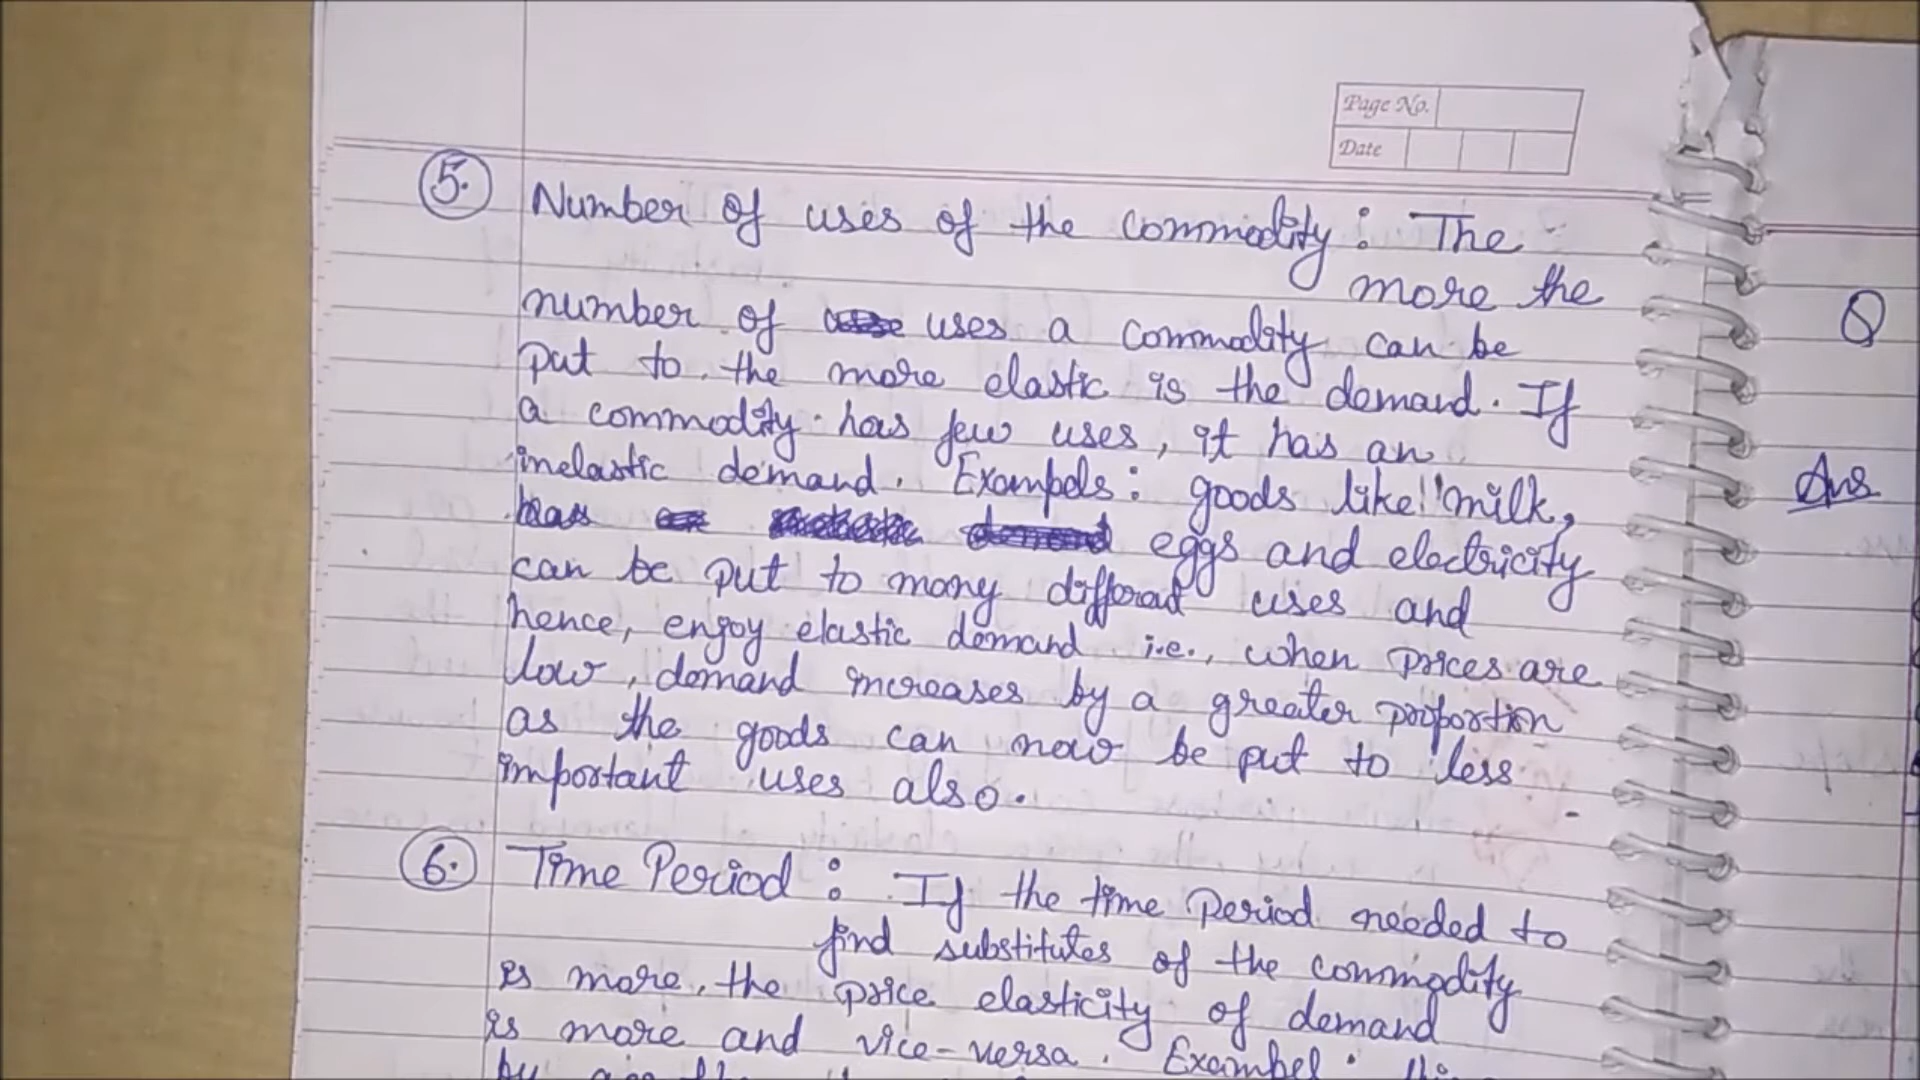 Page No.
Date
5. Number of uses of the commodity : The
more the
number of uses a commodity can be
put to, the more elastic is the demand. If
a commodity has few uses, it has an
inelastic demand. Exampels : goods like "milk,
has eggs and electricity
can be put to many different uses and
hence, enjoy elastic demand i.e., when prices are
low, demand increases by a greater proportion
as the goods can now be put to less
important uses also.
6. Time Period : If the time Period needed to
find substitutes of the commodity
is more, the price elasticity of demand
is more and vice-versa. Exampel :
Q
Ans